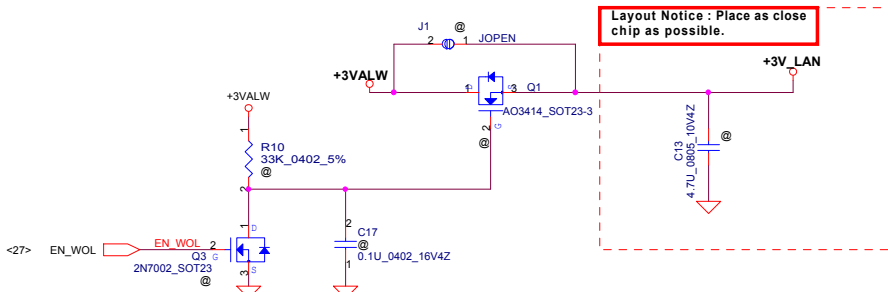 Layout Notice : Place as close
chip as possible.
J1
@
2
1
JOPEN
+3V_LAN
+3VALW
1
D
S
3
Q1
AO3414_SOT23-3
2
G
@
+3VALW
1
R10
33K_0402_5%
@
2
C13
4.7U_0805_10V4Z
@
1
D
2
C17
@
0.1U_0402_16V4Z
1
<27>
EN_WOL
EN_WOL
2
G
Q3
2N7002_SOT23
@
3
S